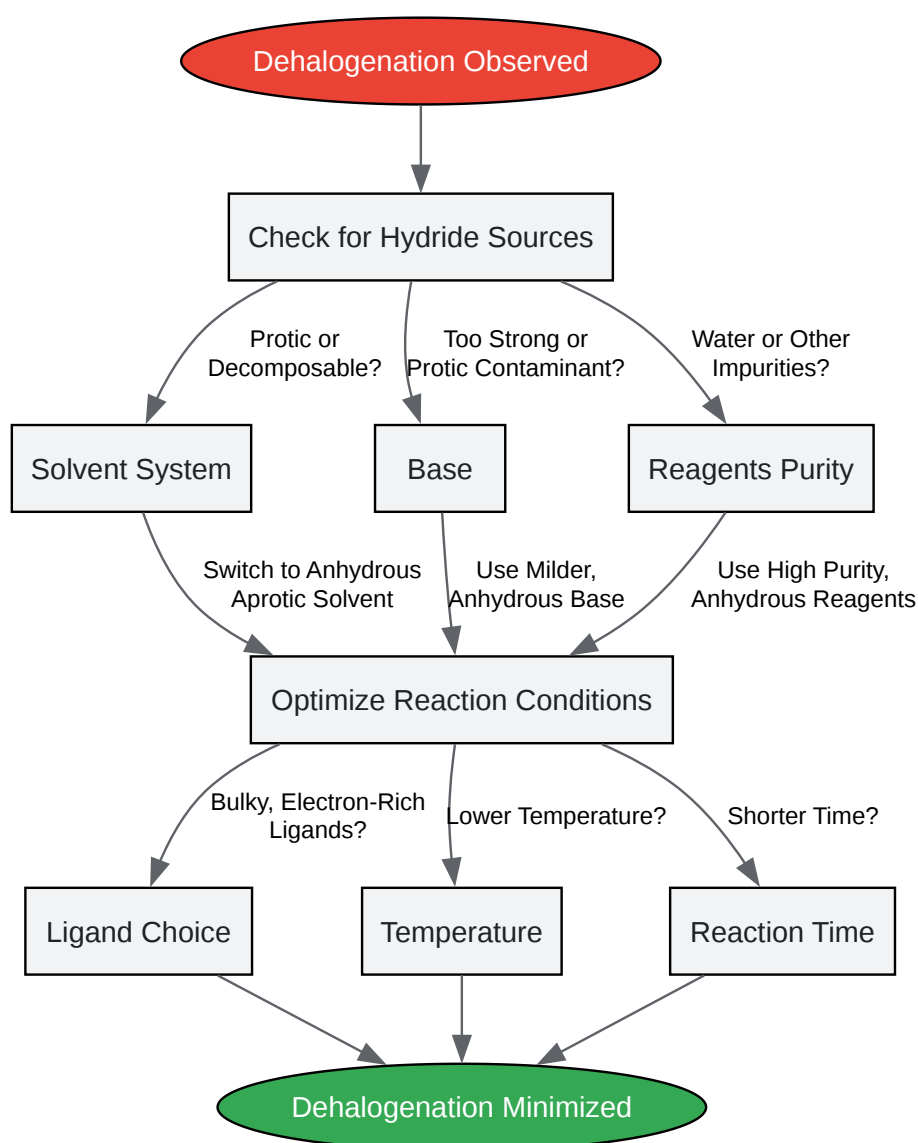 Dehalogenation Observed
Check for Hydride Sources
Protic or
Decomposable?
Too Strong or
Protic Contaminant?
Water or Other
Impurities?
Solvent System
Base
Reagents Purity
Switch to Anhydrous
Aprotic Solvent
Use Milder,
Anhydrous Base
Use High Purity,
Anhydrous Reagents
Optimize Reaction Conditions
Bulky, Electron-Rich
Ligands?
Lower Temperature?
Shorter Time?
Ligand Choice
Temperature
Reaction Time
Dehalogenation Minimized